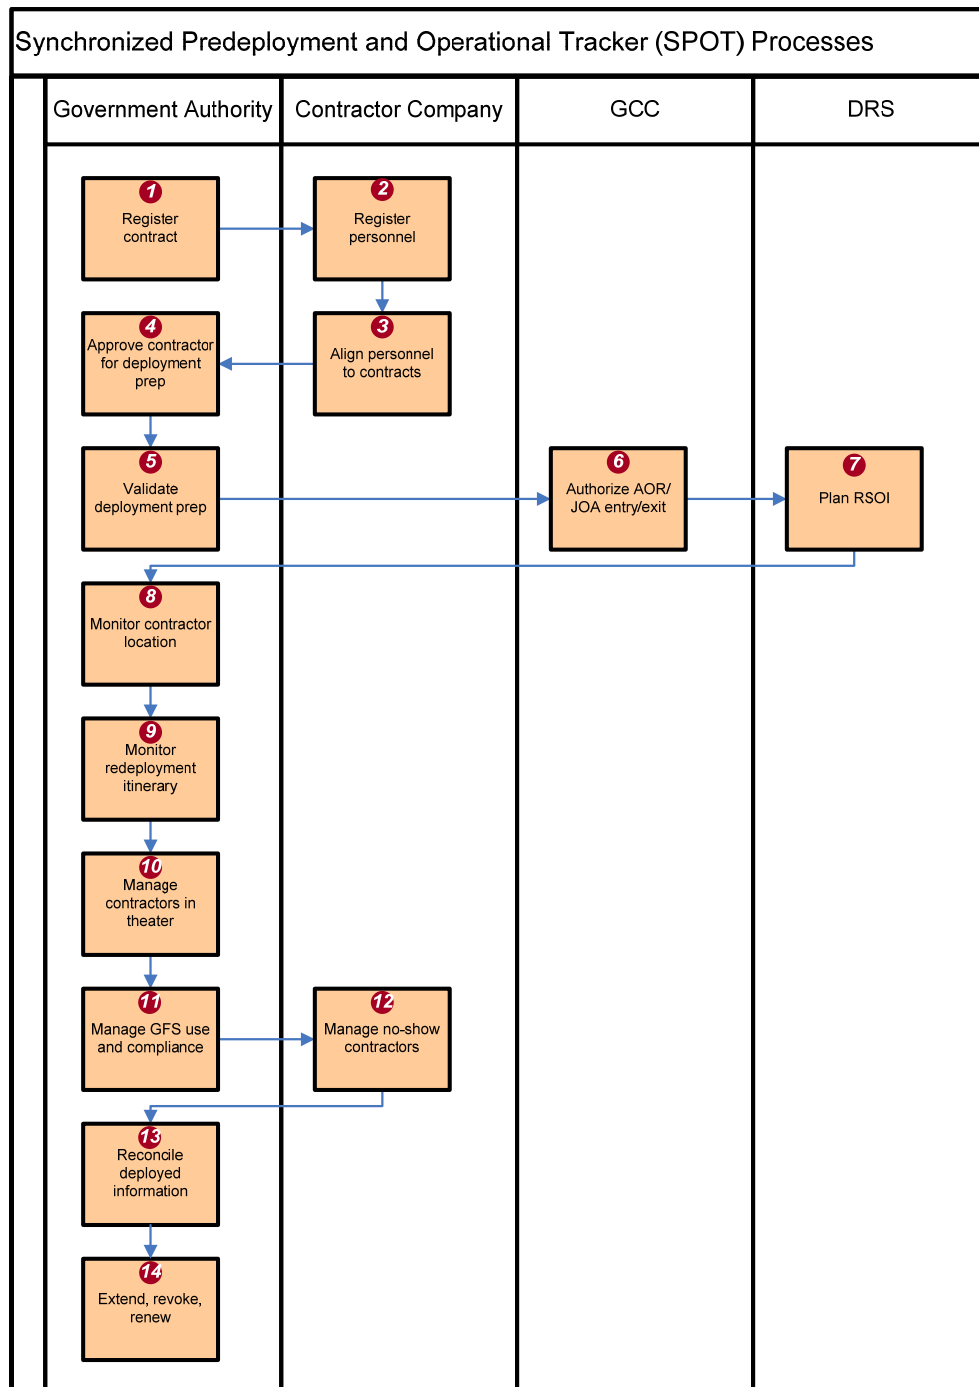 Synchronized Predeployment and Operational Tracker (SPOT) Processes
Government Authority
Contractor Company
GCC
DRS
1
Register
contract
2
Register
personnel
4
Approve contractor
for deployment
prep
3
Align personnel
to contracts
5
Validate
deployment prep
6
Authorize AOR/
JOA entry/exit
7
Plan RSOI
8
Monitor contractor
location
9
Monitor
redeployment
itinerary
10
Manage
contractors in
theater
11
Manage GFS use
and compliance
12
Manage no-show
contractors
13
Reconcile
deployed
information
14
Extend, revoke,
renew